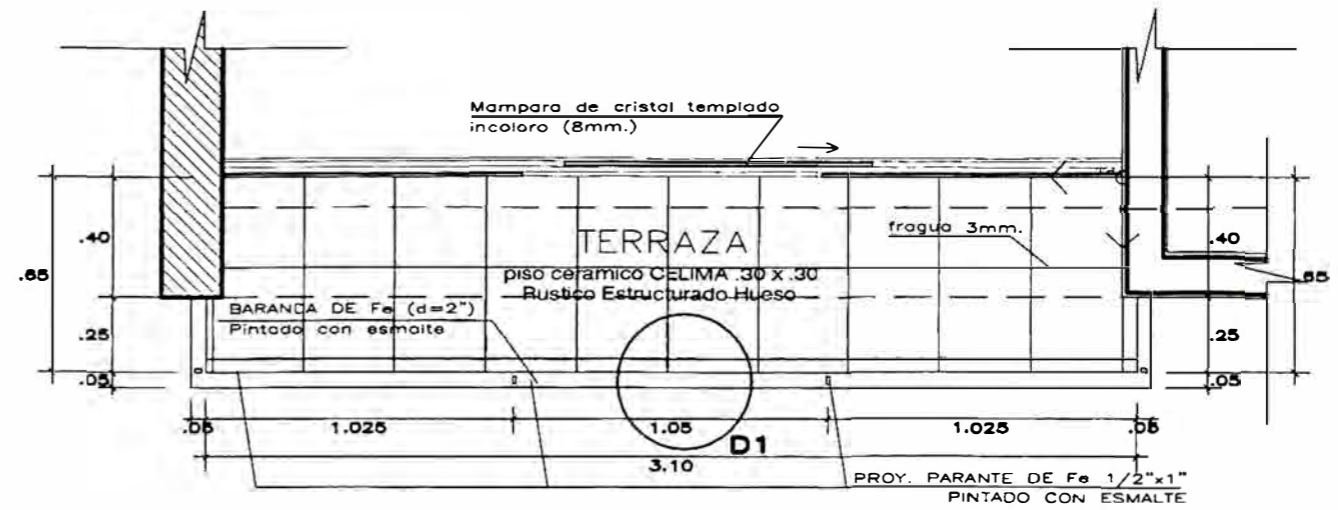 Mampara de cristal templado
incoloro (8mm.)
.40
.65
TERRAZA
fragua 3mm.
.40
.65
piso ceramico CELIMA .30 x .30
Rustico Estructurado Hueso
BARANDA DE Fe (d=2")
Pintado con esmalte
.25
.25
.05
.05
.05
1.025
1.05
1.025
.05
D1
3.10
PROY. PARANTE DE Fe 1/2"x1"
PINTADO CON ESMALTE